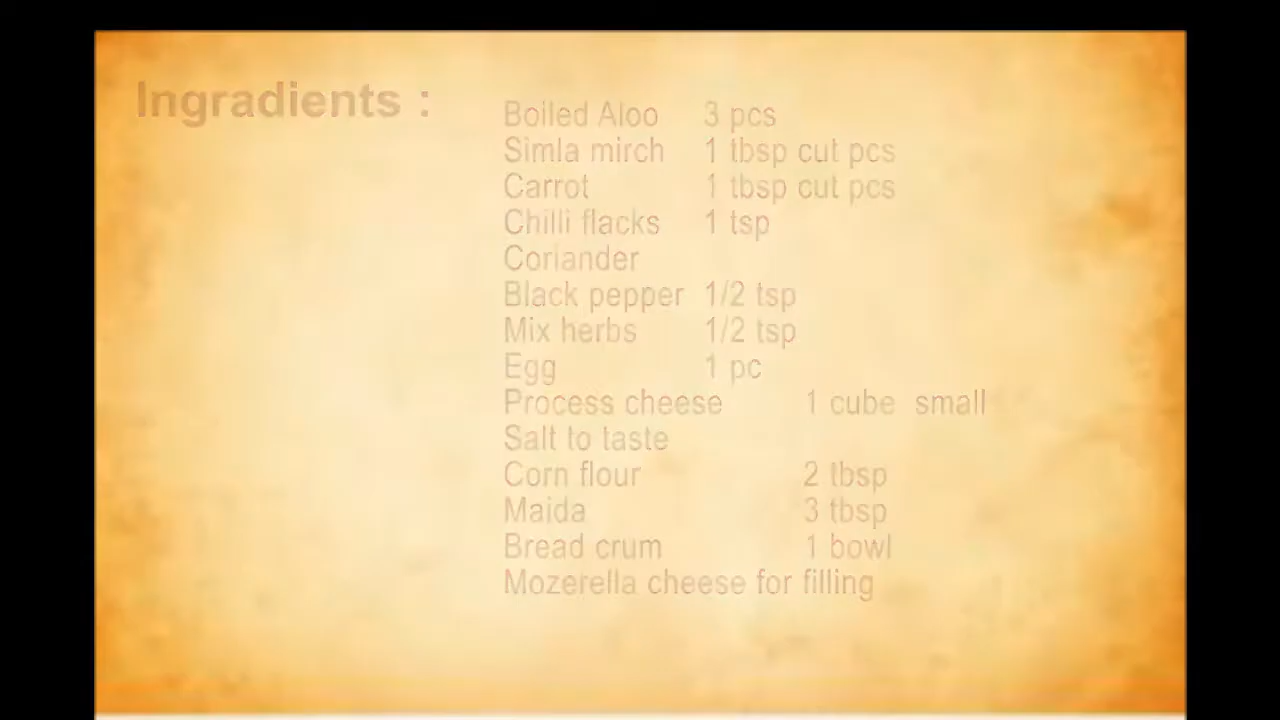 Ingradients :
Boiled Aloo 3 pcs
Simla mirch 1 tbsp cut pcs
Carrot 1 tbsp cut pcs
Chilli flacks 1 tsp
Coriander
Black pepper 1/2 tsp
Mix herbs 1/2 tsp
Egg 1 pc
Process cheese 1 cube small
Salt to taste
Corn flour 2 tbsp
Maida 3 tbsp
Bread crum 1 bowl
Mozerella cheese for filling